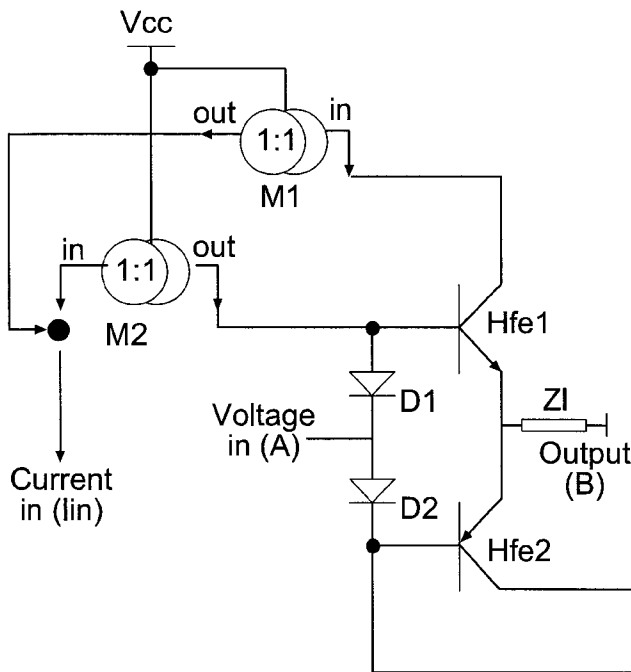 Vcc
out
in
1:1
M1
in
out
1:1
M2
Hfe1
D1
Zl
Voltage
in (A)
Output
(B)
Current
in (Iin)
D2
Hfe2